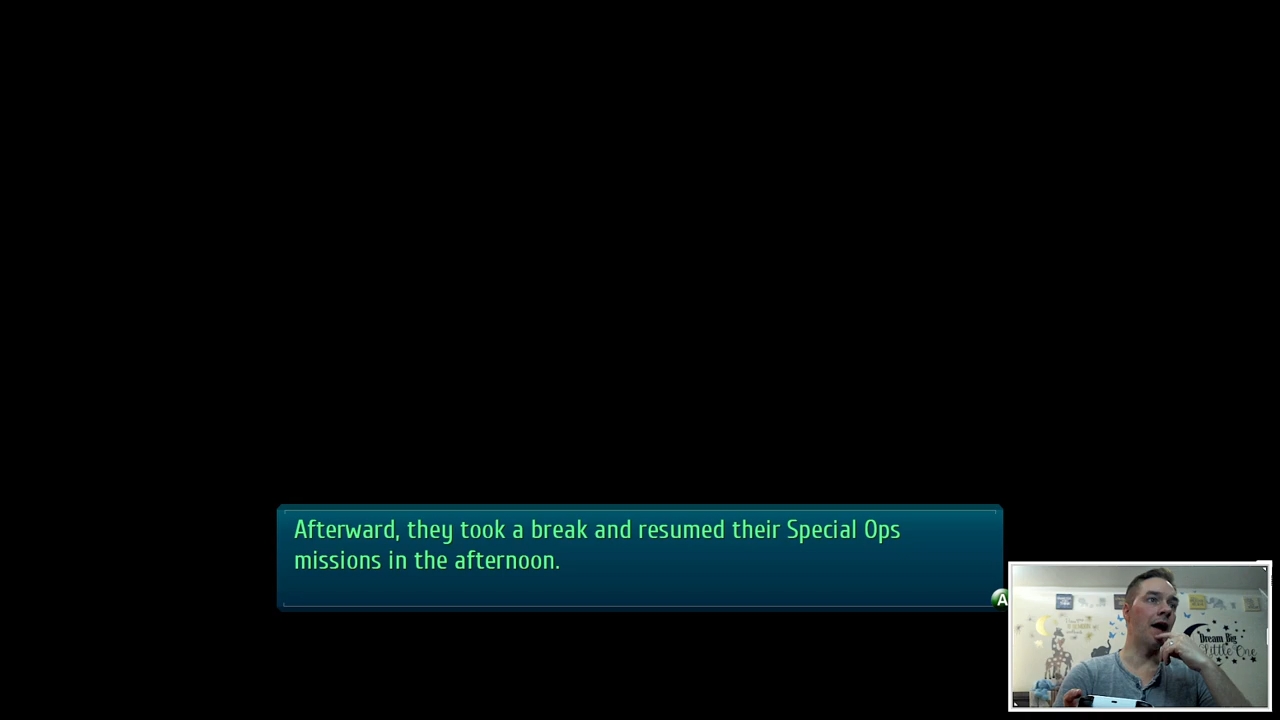 Afterward, they took a break and resumed their Special Ops
missions in the afternoon.
A
Dream Big
Little One